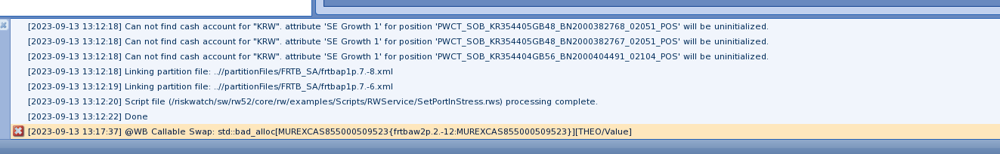 [2023-09-13 13:12:18] Can not find cash account for "KRW". attribute 'SE Growth 1' for position 'PWCT_SOB_KR354405GB48_BN2000382768_02051_POS' will be uninitialized.
[2023-09-13 13:12:18] Can not find cash account for "KRW". attribute 'SE Growth 1' for position 'PWCT_SOB_KR354405GB48_BN2000382767_02051_POS' will be uninitialized.
[2023-09-13 13:12:18] Can not find cash account for "KRW". attribute 'SE Growth 1' for position 'PWCT_SOB_KR354404GB56_BN2000404491_02104_POS' will be uninitialized.
[2023-09-13 13:12:18] Linking partition file: ..//partitionFiles/FRTB_SA/frtbap1p.7.-8.xml
[2023-09-13 13:12:19] Linking partition file: ..//partitionFiles/FRTB_SA/frtbap1p.7.-6.xml
[2023-09-13 13:12:20] Script file (/riskwatch/sw/rw52/core/rw/examples/Scripts/RWService/SetPortInStress.rws) processing complete.
[2023-09-13 13:12:22] Done
[2023-09-13 13:17:37] @WB Callable Swap: std::bad_alloc[MUREXCAS855000509523{frtbaw2p.2.-12:MUREXCAS855000509523}][THEO/Value]